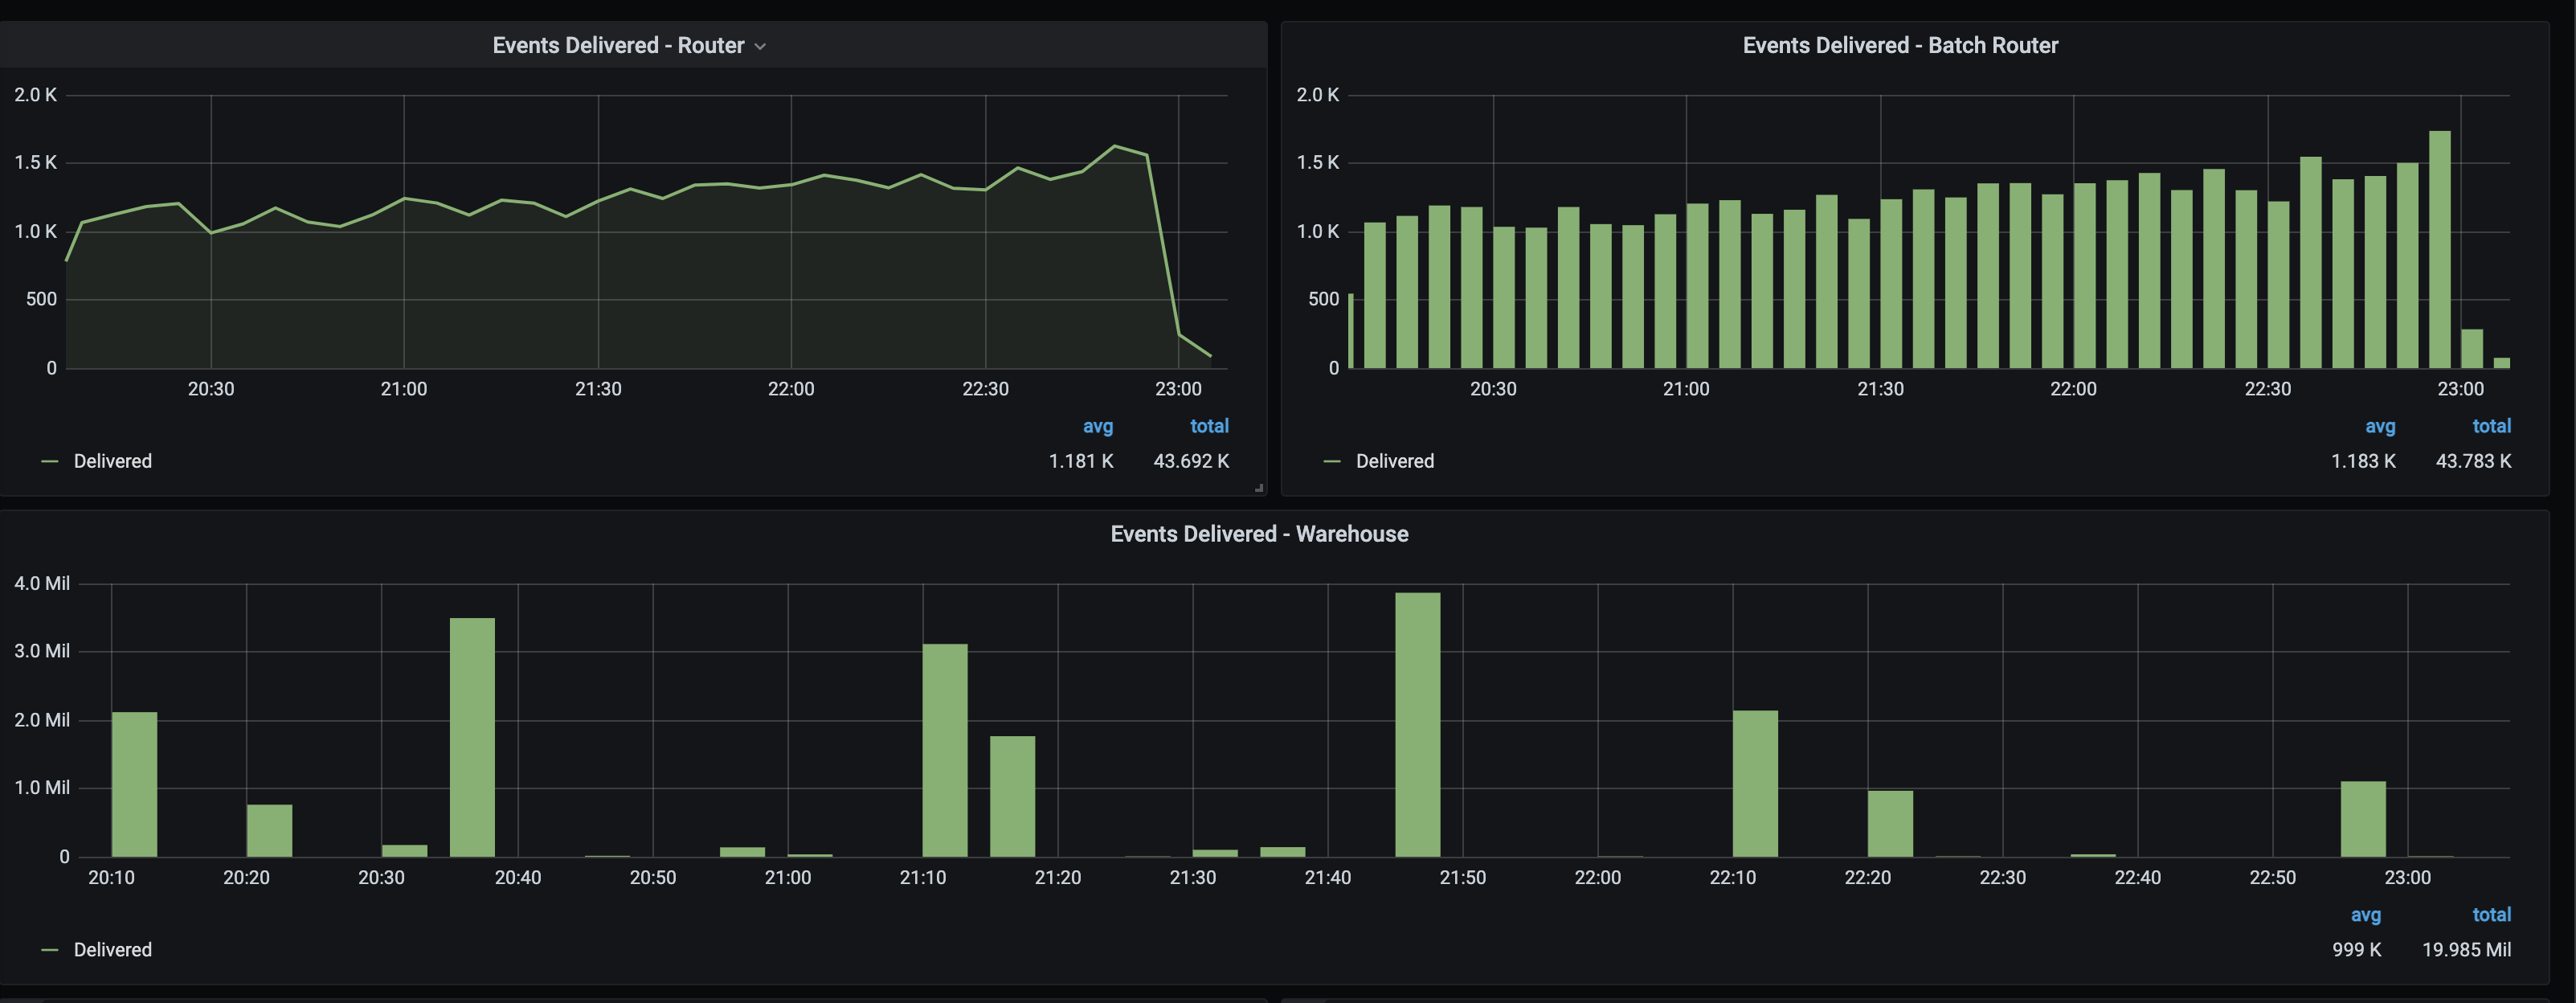 Events Delivered - Router
2.0 K
1.5 K
1.0 K
500
0
20:30 21:00 21:30 22:00 22:30 23:00
avg total
Delivered 1.181 K 43.692 K
Events Delivered - Batch Router
2.0 K
1.5 K
1.0 K
500
0
20:30 21:00 21:30 22:00 22:30 23:00
avg total
Delivered 1.183 K 43.783 K
Events Delivered - Warehouse
4.0 Mil
3.0 Mil
2.0 Mil
1.0 Mil
0
20:10 20:20 20:30 20:40 20:50 21:00 21:10 21:20 21:30 21:40 21:50 22:00 22:10 22:20 22:30 22:40 22:50 23:00
avg total
Delivered 999 K 19.985 Mil